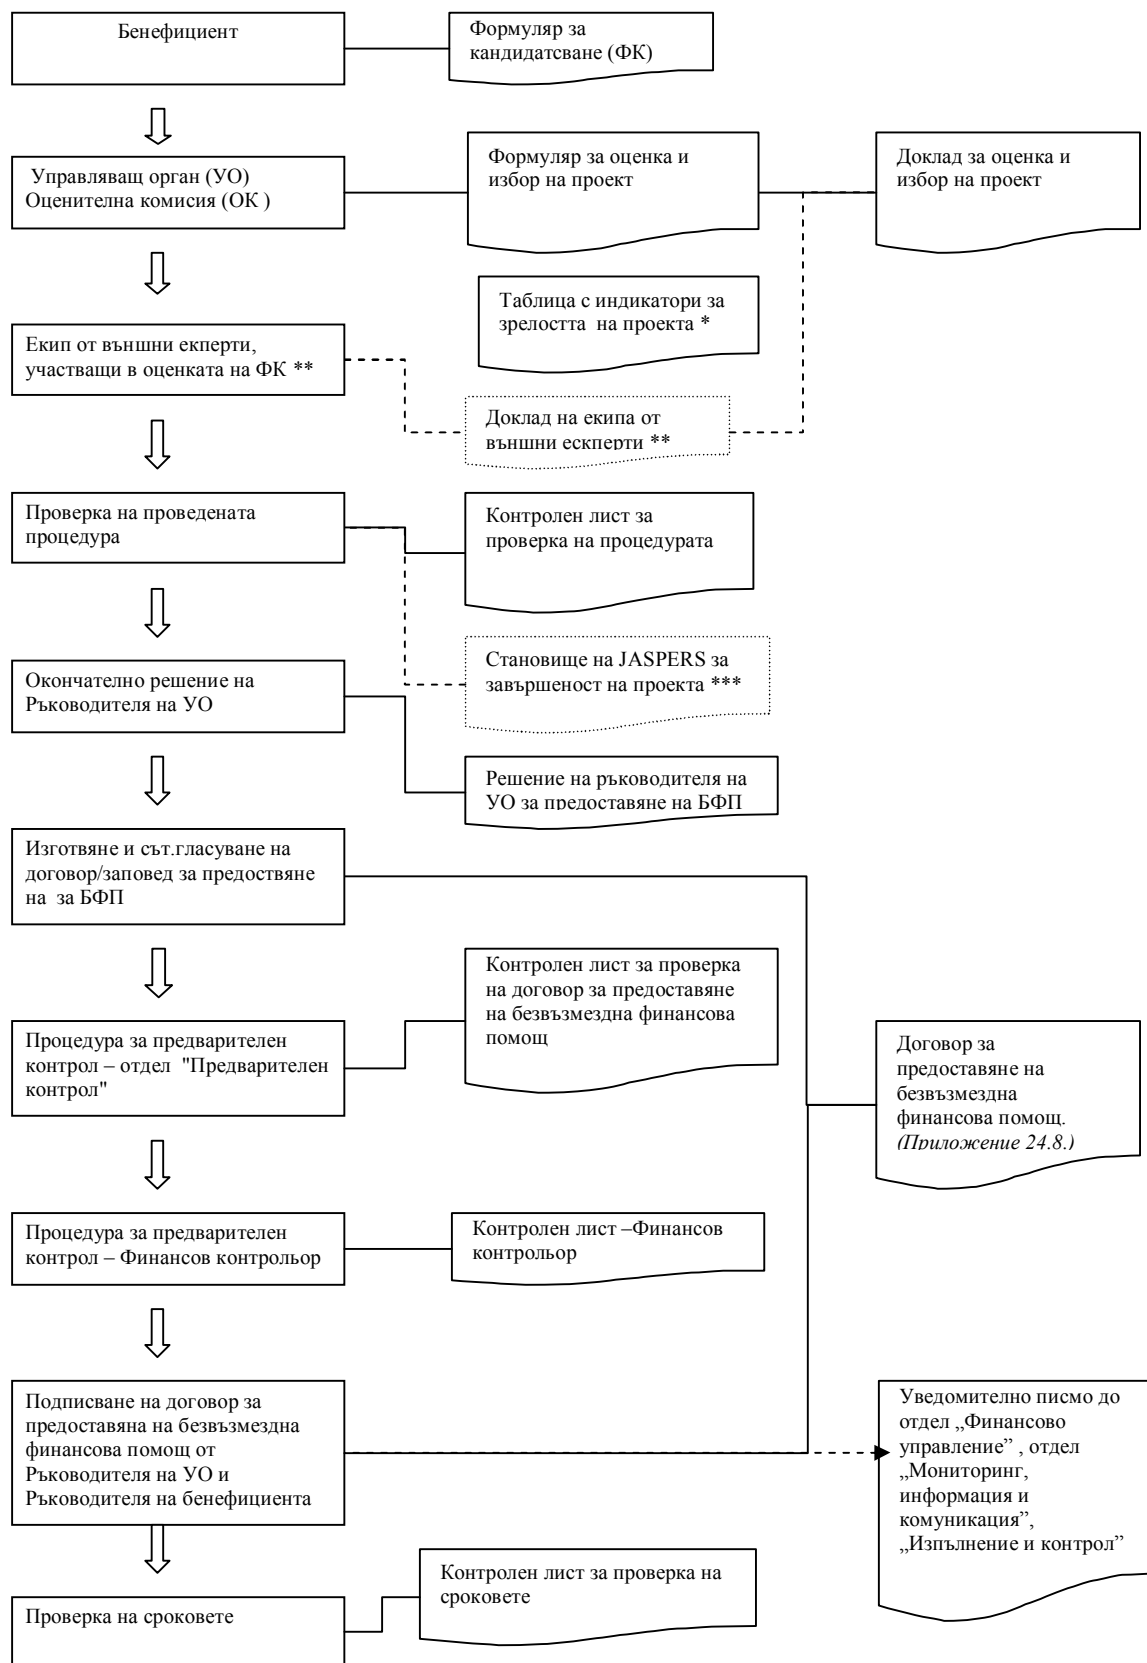 Бенефициент
Формуляр за
кандидатсване (ФК)
Управляващ орган (УО)
Оценителна комисия (ОК )
Формуляр за оценка и
избор на проект
Доклад за оценка и
избор на проект
Таблица с индикатори за
зрелостта на проекта *
Екип от външни екперти,
участващи в оценката на ФК **
Доклад на екипа от
външни ескперти **
Проверка на проведената
процедура
Контролен лист за
проверка на процедурата
Становище на JASPERS за
завършеност на проекта ***
Окончателно решение на
Ръководителя на УО
Решение на ръководителя на
УО за предоставяне на БФП
Изготвяне и сът.гласуване на
договор/заповед за предоствяне
на за БФП
Контролен лист за проверка
на договор за предоставяне
на безвъзмездна финансова
помощ
Процедура за предварителен
контрол – отдел "Предварителен
контрол"
Договор за
предоставяне на
безвъзмездна
финансова помощ.
(Приложение 24.8.)
Процедура за предварителен
контрол – Финансов контрольор
Контролен лист –Финансов
контрольор
Подписване на договор за
предоставяна на безвъзмездна
финансова помощ от
Ръководителя на УО и
Ръководителя на бенефициента
Уведомително писмо до
отдел „Финансово
управление” , отдел
„Мониторинг,
информация и
комуникация”,
„Изпълнение и контрол”
Контролен лист за проверка на
сроковете
Проверка на сроковете